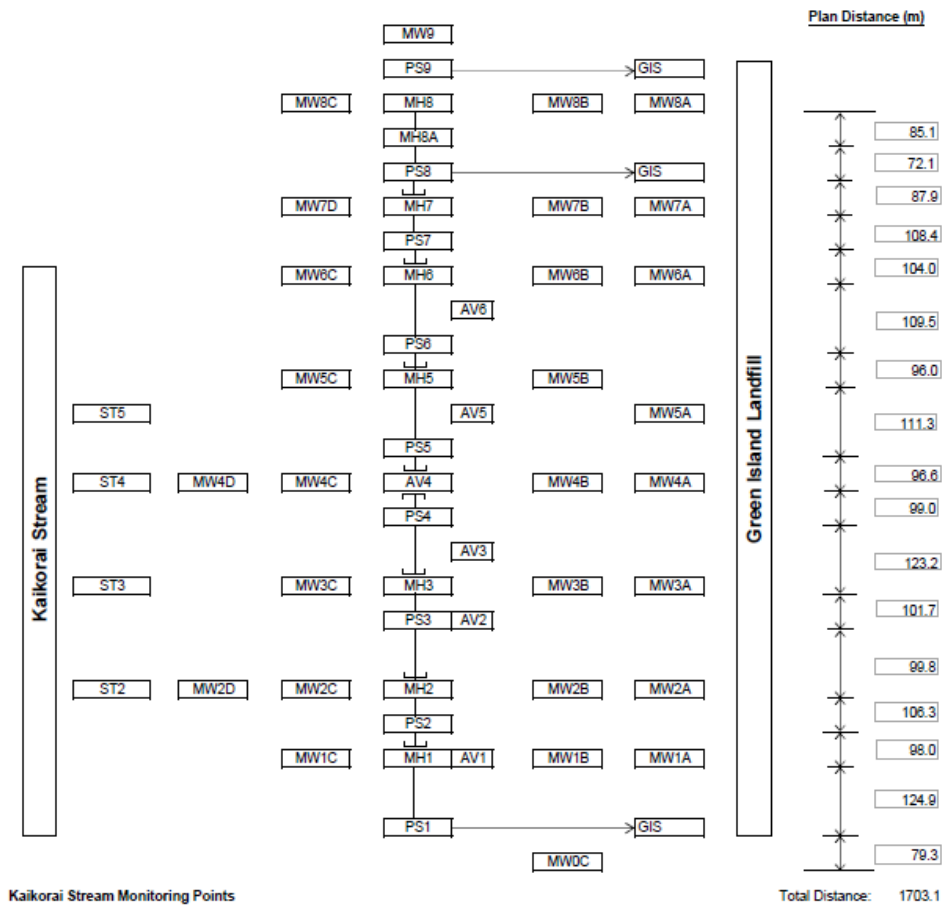 Plan Distance (m)
MW9
PS9 GIS
MW8C MH8 MW8B MW8A
85.1
MH8A
72.1
PS8 GIS
87.9
MW7D MH7 MW7B MW7A
108.4
PS7
104.0
MW6C MH6 MW6B MW6A
AV6
109.5
PS6
96.0
MW5C MH5 MW5B
ST5 AV5 MW5A
111.3
PS5
96.6
ST4 MW4D MW4C AV4 MW4B MW4A
99.0
PS4
AV3
123.2
ST3 MW3C MH3 MW3B MW3A
101.7
PS3 AV2
99.8
ST2 MW2D MW2C MH2 MW2B MW2A
106.3
PS2
98.0
MW1C MH1 AV1 MW1B MW1A
124.9
PS1 GIS
79.3
MW0C
Kaikorai Stream
Green Island Landfill
Kaikorai Stream Monitoring Points
Total Distance: 1703.1